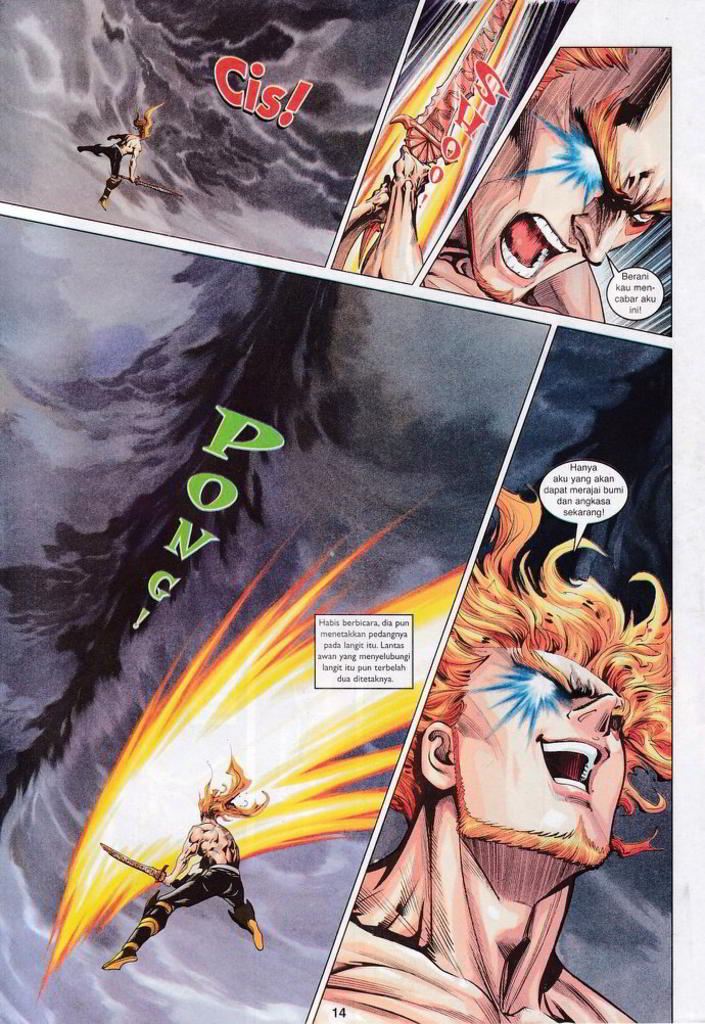 Cis!
SHOO!
Berani
kau men-
cabar aku
ini!
PONG!
Habis berbicara, dia pun
menetakkan pedangnya
pada langit itu. Lantas
awan yang menyelubungi
langit itu pun terbelah
dua ditetaknya.
Hanya
aku yang akan
dapat merajai bumi
dan angkasa
sekarang!
14